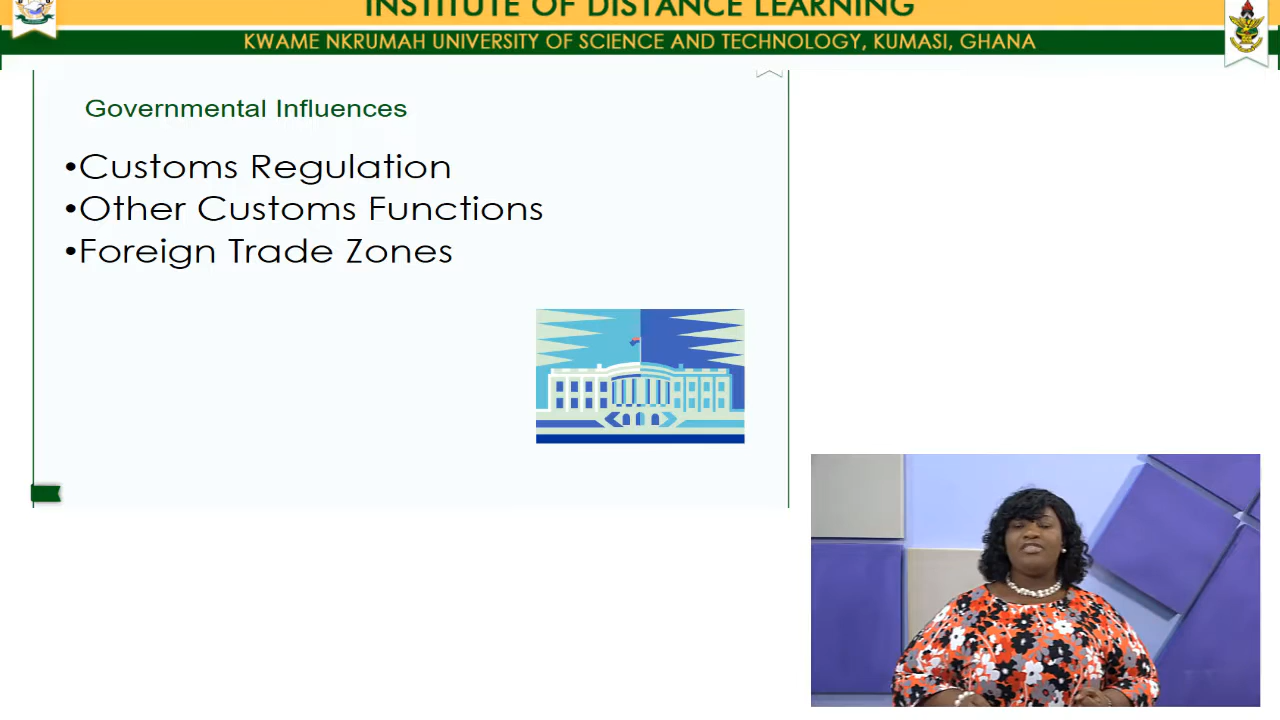 INSTITUTE OF DISTANCE LEARNING
KWAME NKRUMAH UNIVERSITY OF SCIENCE AND TECHNOLOGY, KUMASI, GHANA
Governmental Influences
•Customs Regulation
•Other Customs Functions
•Foreign Trade Zones